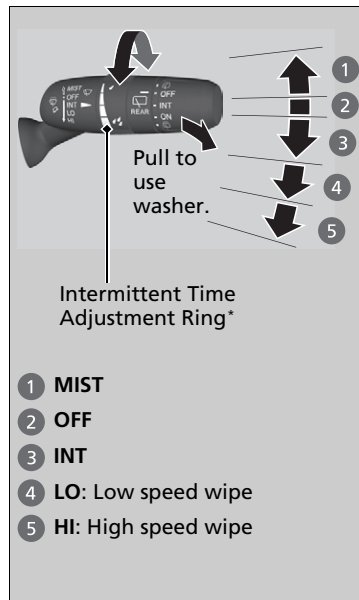 MIST
OFF
INT
LO
HI
REAR
OFF
INT
ON
1
2
3
4
5
Pull to
use
washer.
Intermittent Time
Adjustment Ring*
1 MIST
2 OFF
3 INT
4 LO: Low speed wipe
5 HI: High speed wipe